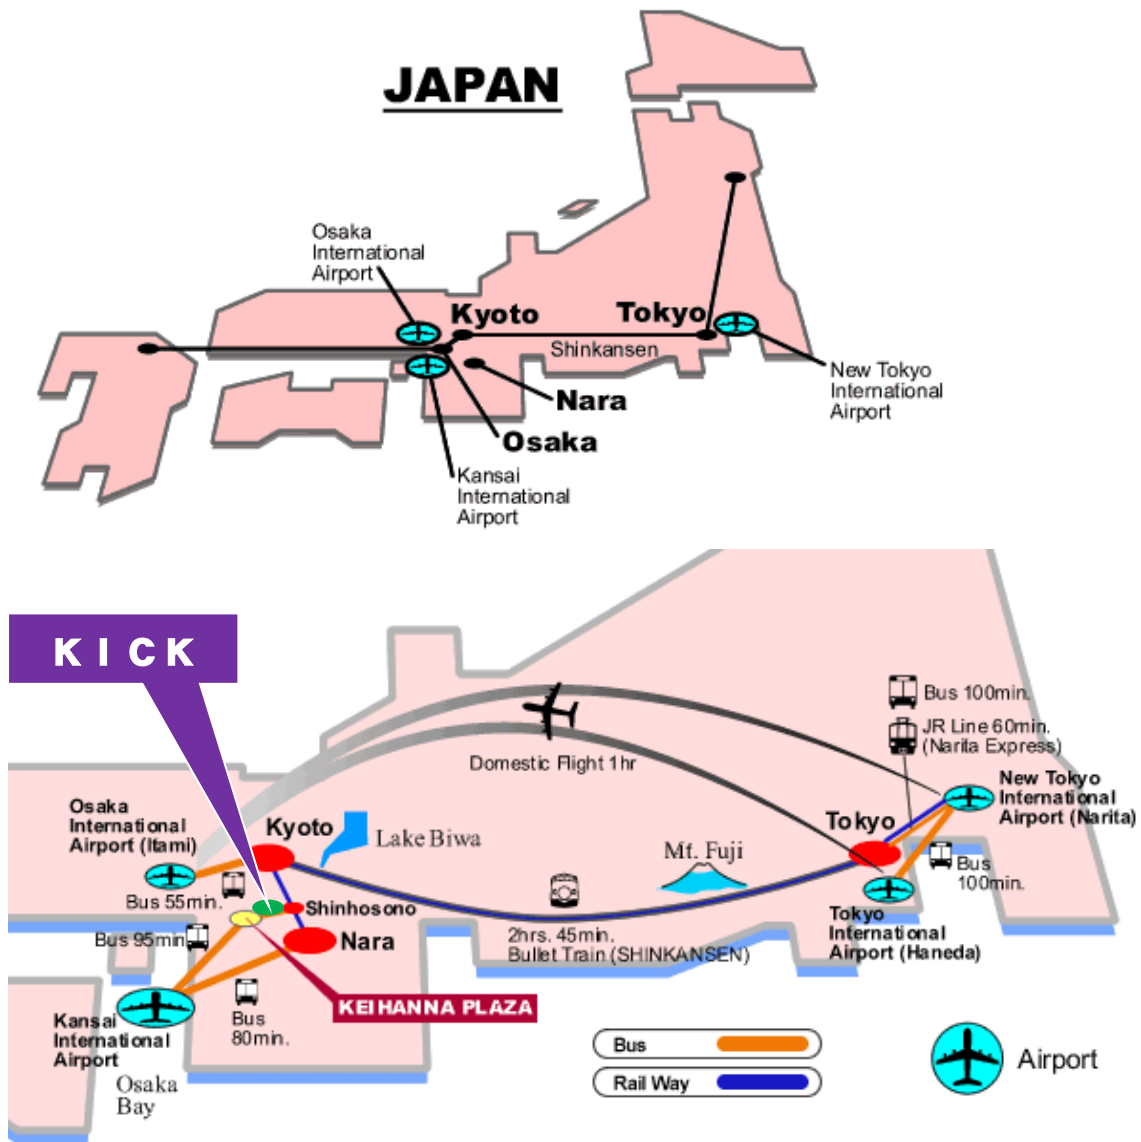 JAPAN
Osaka
International
Airport
Kyoto
Tokyo
Shinkansen
New Tokyo
International
Airport
Nara
Osaka
Kansai
International
Airport
KICK
Bus 100min.
JR Line 60min.
(Narita Express)
Domestic Flight 1hr
New Tokyo
International
Airport (Narita)
Osaka
International
Airport (Itami)
Kyoto
Lake Biwa
Tokyo
Mt. Fuji
Bus
100min.
Bus 55min.
Shinhosono
Tokyo
International
Airport (Haneda)
Bus 95min.
Nara
2hrs. 45min.
Bullet Train (SHINKANSEN)
KEIHANNA PLAZA
Kansai
International
Airport
Bus
80min.
Osaka
Bay
Bus
Rail Way
Airport